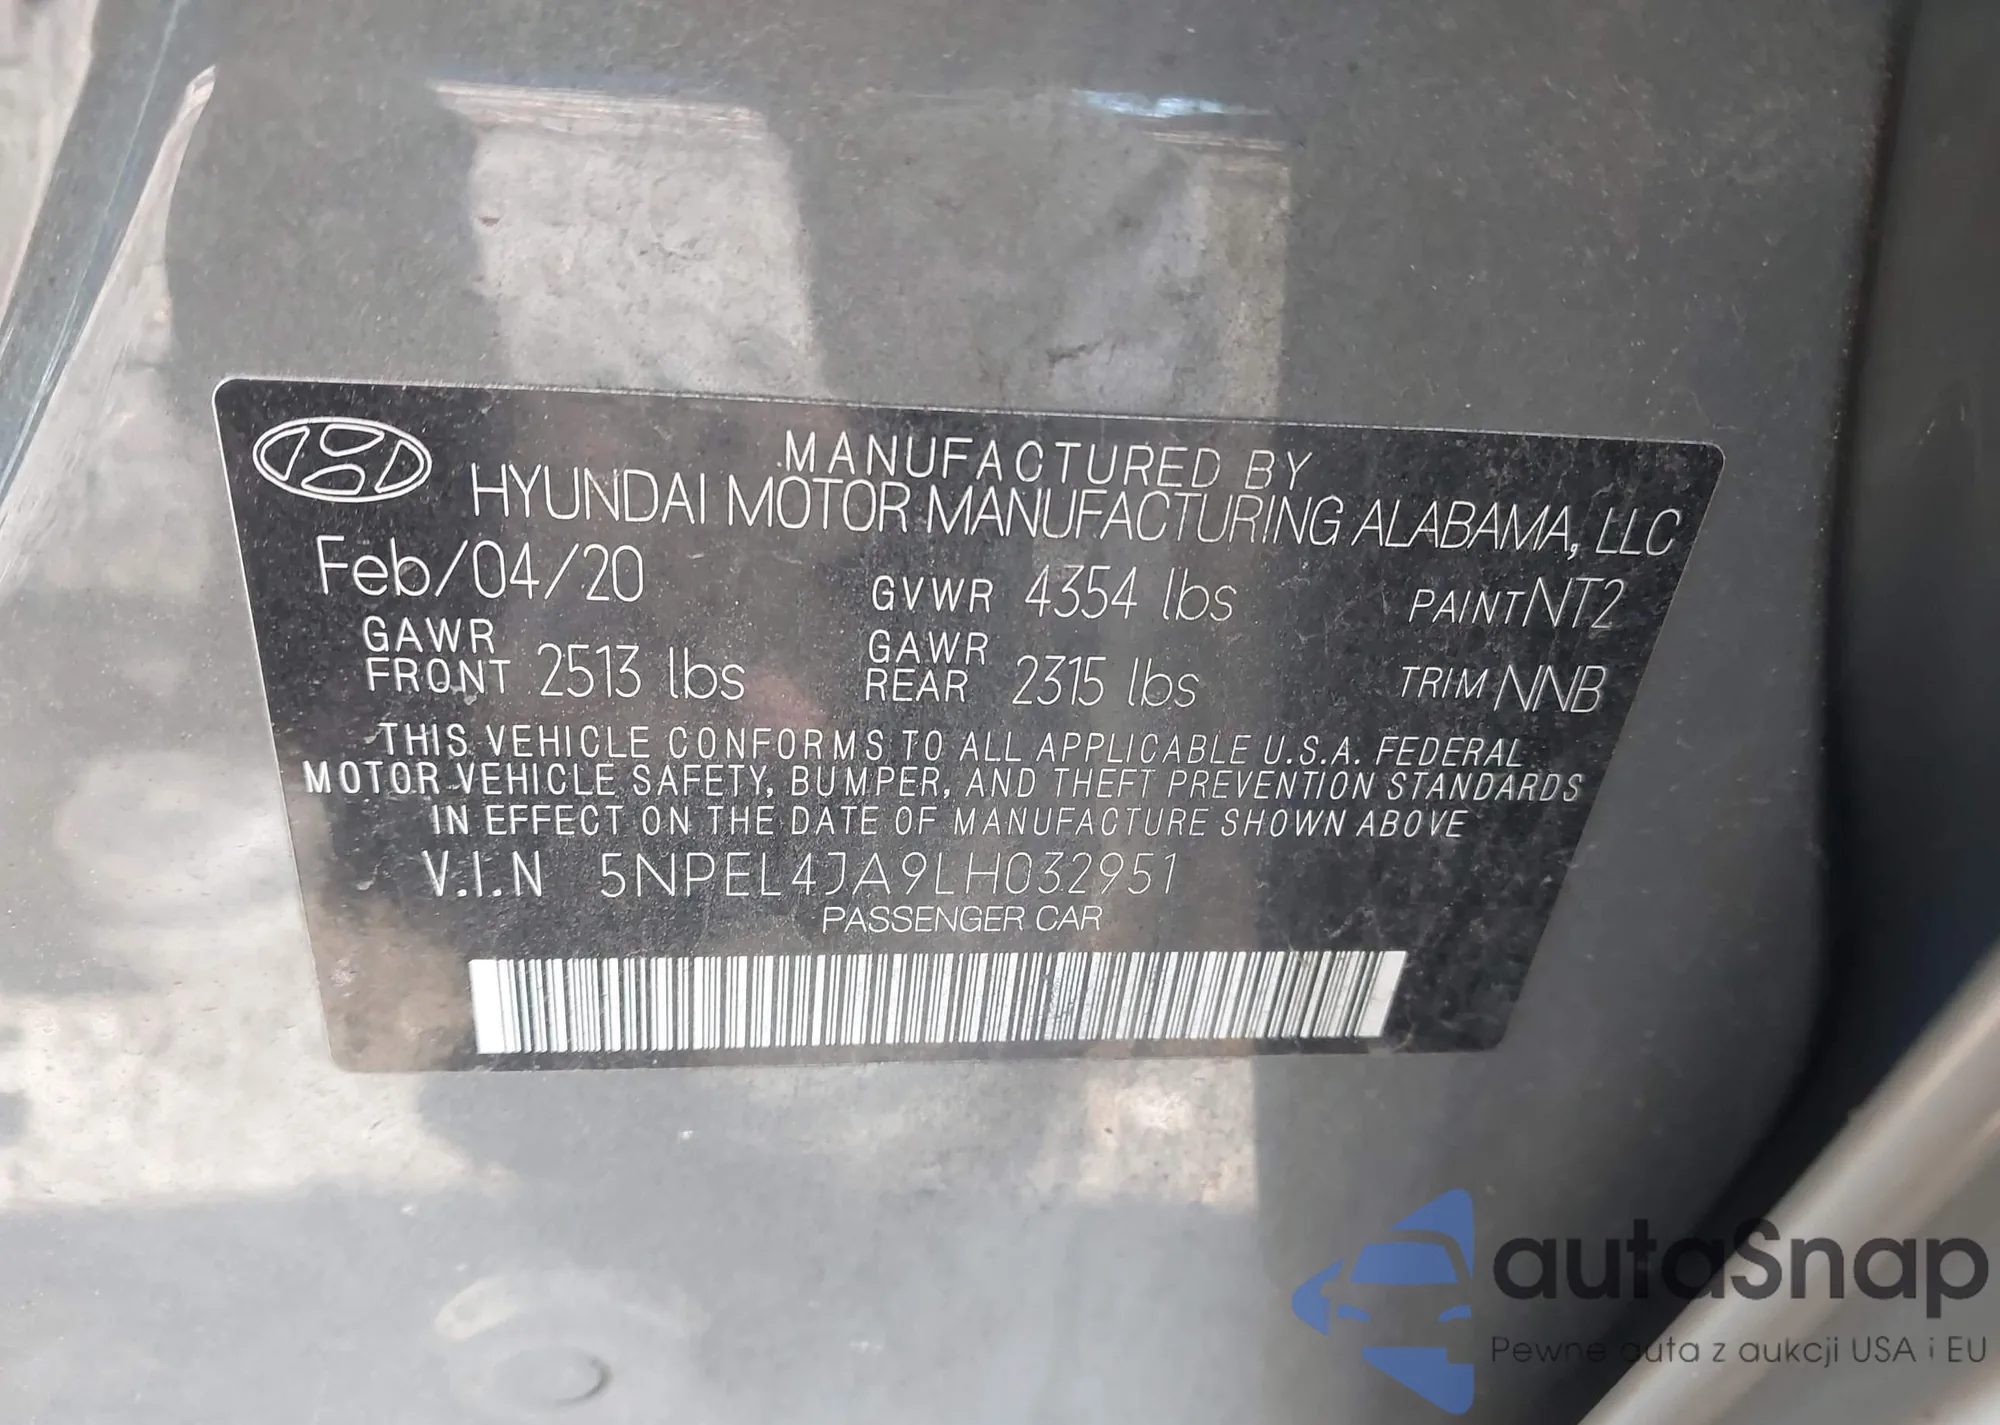 MANUFACTURED BY
HYUNDAI MOTOR MANUFACTURING ALABAMA, LLC
Feb/04/20 GVWR 4354 lbs PAINT NT2
GAWR FRONT 2513 lbs GAWR REAR 2315 lbs TRIM NNB
THIS VEHICLE CONFORMS TO ALL APPLICABLE U.S.A. FEDERAL
MOTOR VEHICLE SAFETY, BUMPER, AND THEFT PREVENTION STANDARDS
IN EFFECT ON THE DATE OF MANUFACTURE SHOWN ABOVE
V.I.N 5NPEL4JA9LH032951
PASSENGER CAR
autaSnap
Pewne auta z aukcji USA i EU